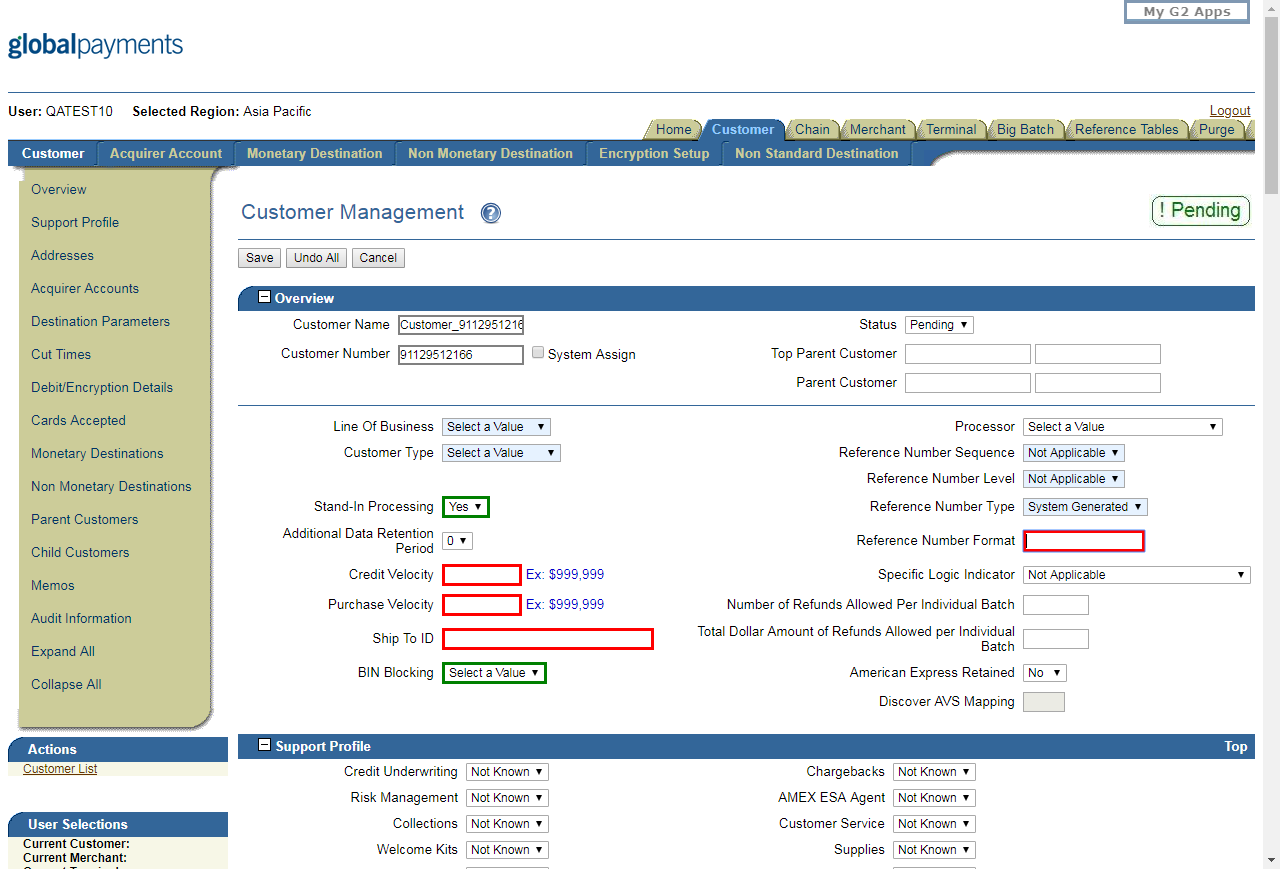 My G2 Apps
globalpayments
User: QATEST10 Selected Region: Asia Pacific Logout
Home Customer Chain Merchant Terminal Big Batch Reference Tables Purge
Customer Acquirer Account Monetary Destination Non Monetary Destination Encryption Setup Non Standard Destination
Overview
Support Profile
Addresses
Acquirer Accounts
Destination Parameters
Cut Times
Debit/Encryption Details
Cards Accepted
Monetary Destinations
Non Monetary Destinations
Parent Customers
Child Customers
Memos
Audit Information
Expand All
Collapse All
Actions
Customer List
User Selections
Current Customer:
Current Merchant:
Customer Management ? ! Pending
Save Undo All Cancel
Overview
Customer Name Customer_9112951216 Status Pending
Customer Number 91129512166 System Assign Top Parent Customer
Parent Customer
Line Of Business Select a Value Processor Select a Value
Customer Type Select a Value Reference Number Sequence Not Applicable
Reference Number Level Not Applicable
Stand-In Processing Yes Reference Number Type System Generated
Additional Data Retention
Period 0 Reference Number Format
Credit Velocity Ex: $999,999 Specific Logic Indicator Not Applicable
Purchase Velocity Ex: $999,999 Number of Refunds Allowed Per Individual Batch
Ship To ID Total Dollar Amount of Refunds Allowed per Individual
Batch
BIN Blocking Select a Value American Express Retained No
Discover AVS Mapping
Support Profile Top
Credit Underwriting Not Known Chargebacks Not Known
Risk Management Not Known AMEX ESA Agent Not Known
Collections Not Known Customer Service Not Known
Welcome Kits Not Known Supplies Not Known